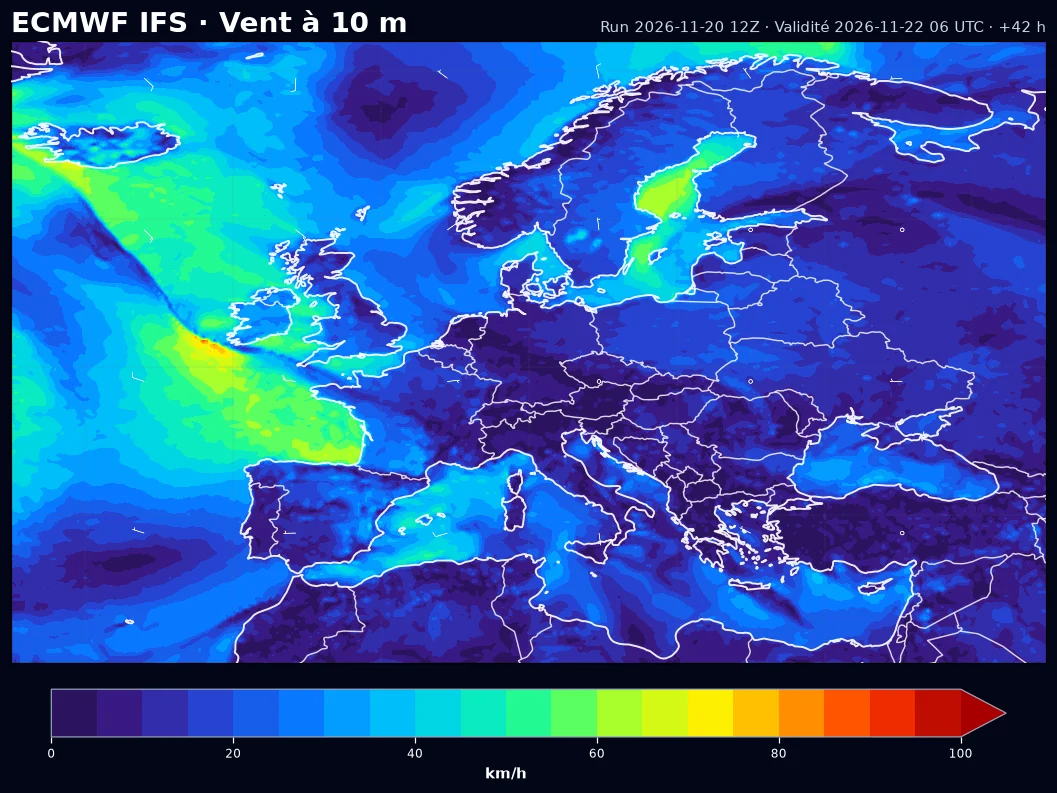 ECMWF IFS · Vent à 10 m
Run 2026-11-20 12Z · Validité 2026-11-22 06 UTC · +42 h
0 20 40 60 80 100
km/h